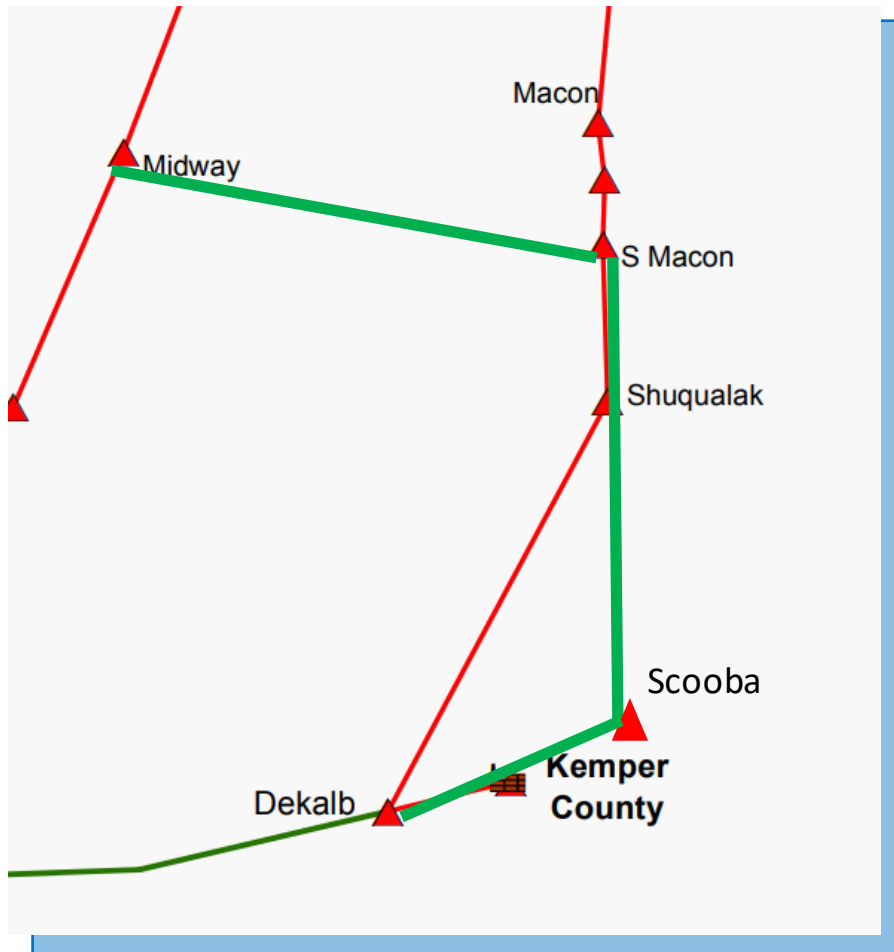 Macon
Midway
S Macon
Shuqualak
Scooba
Kemper
County
Dekalb